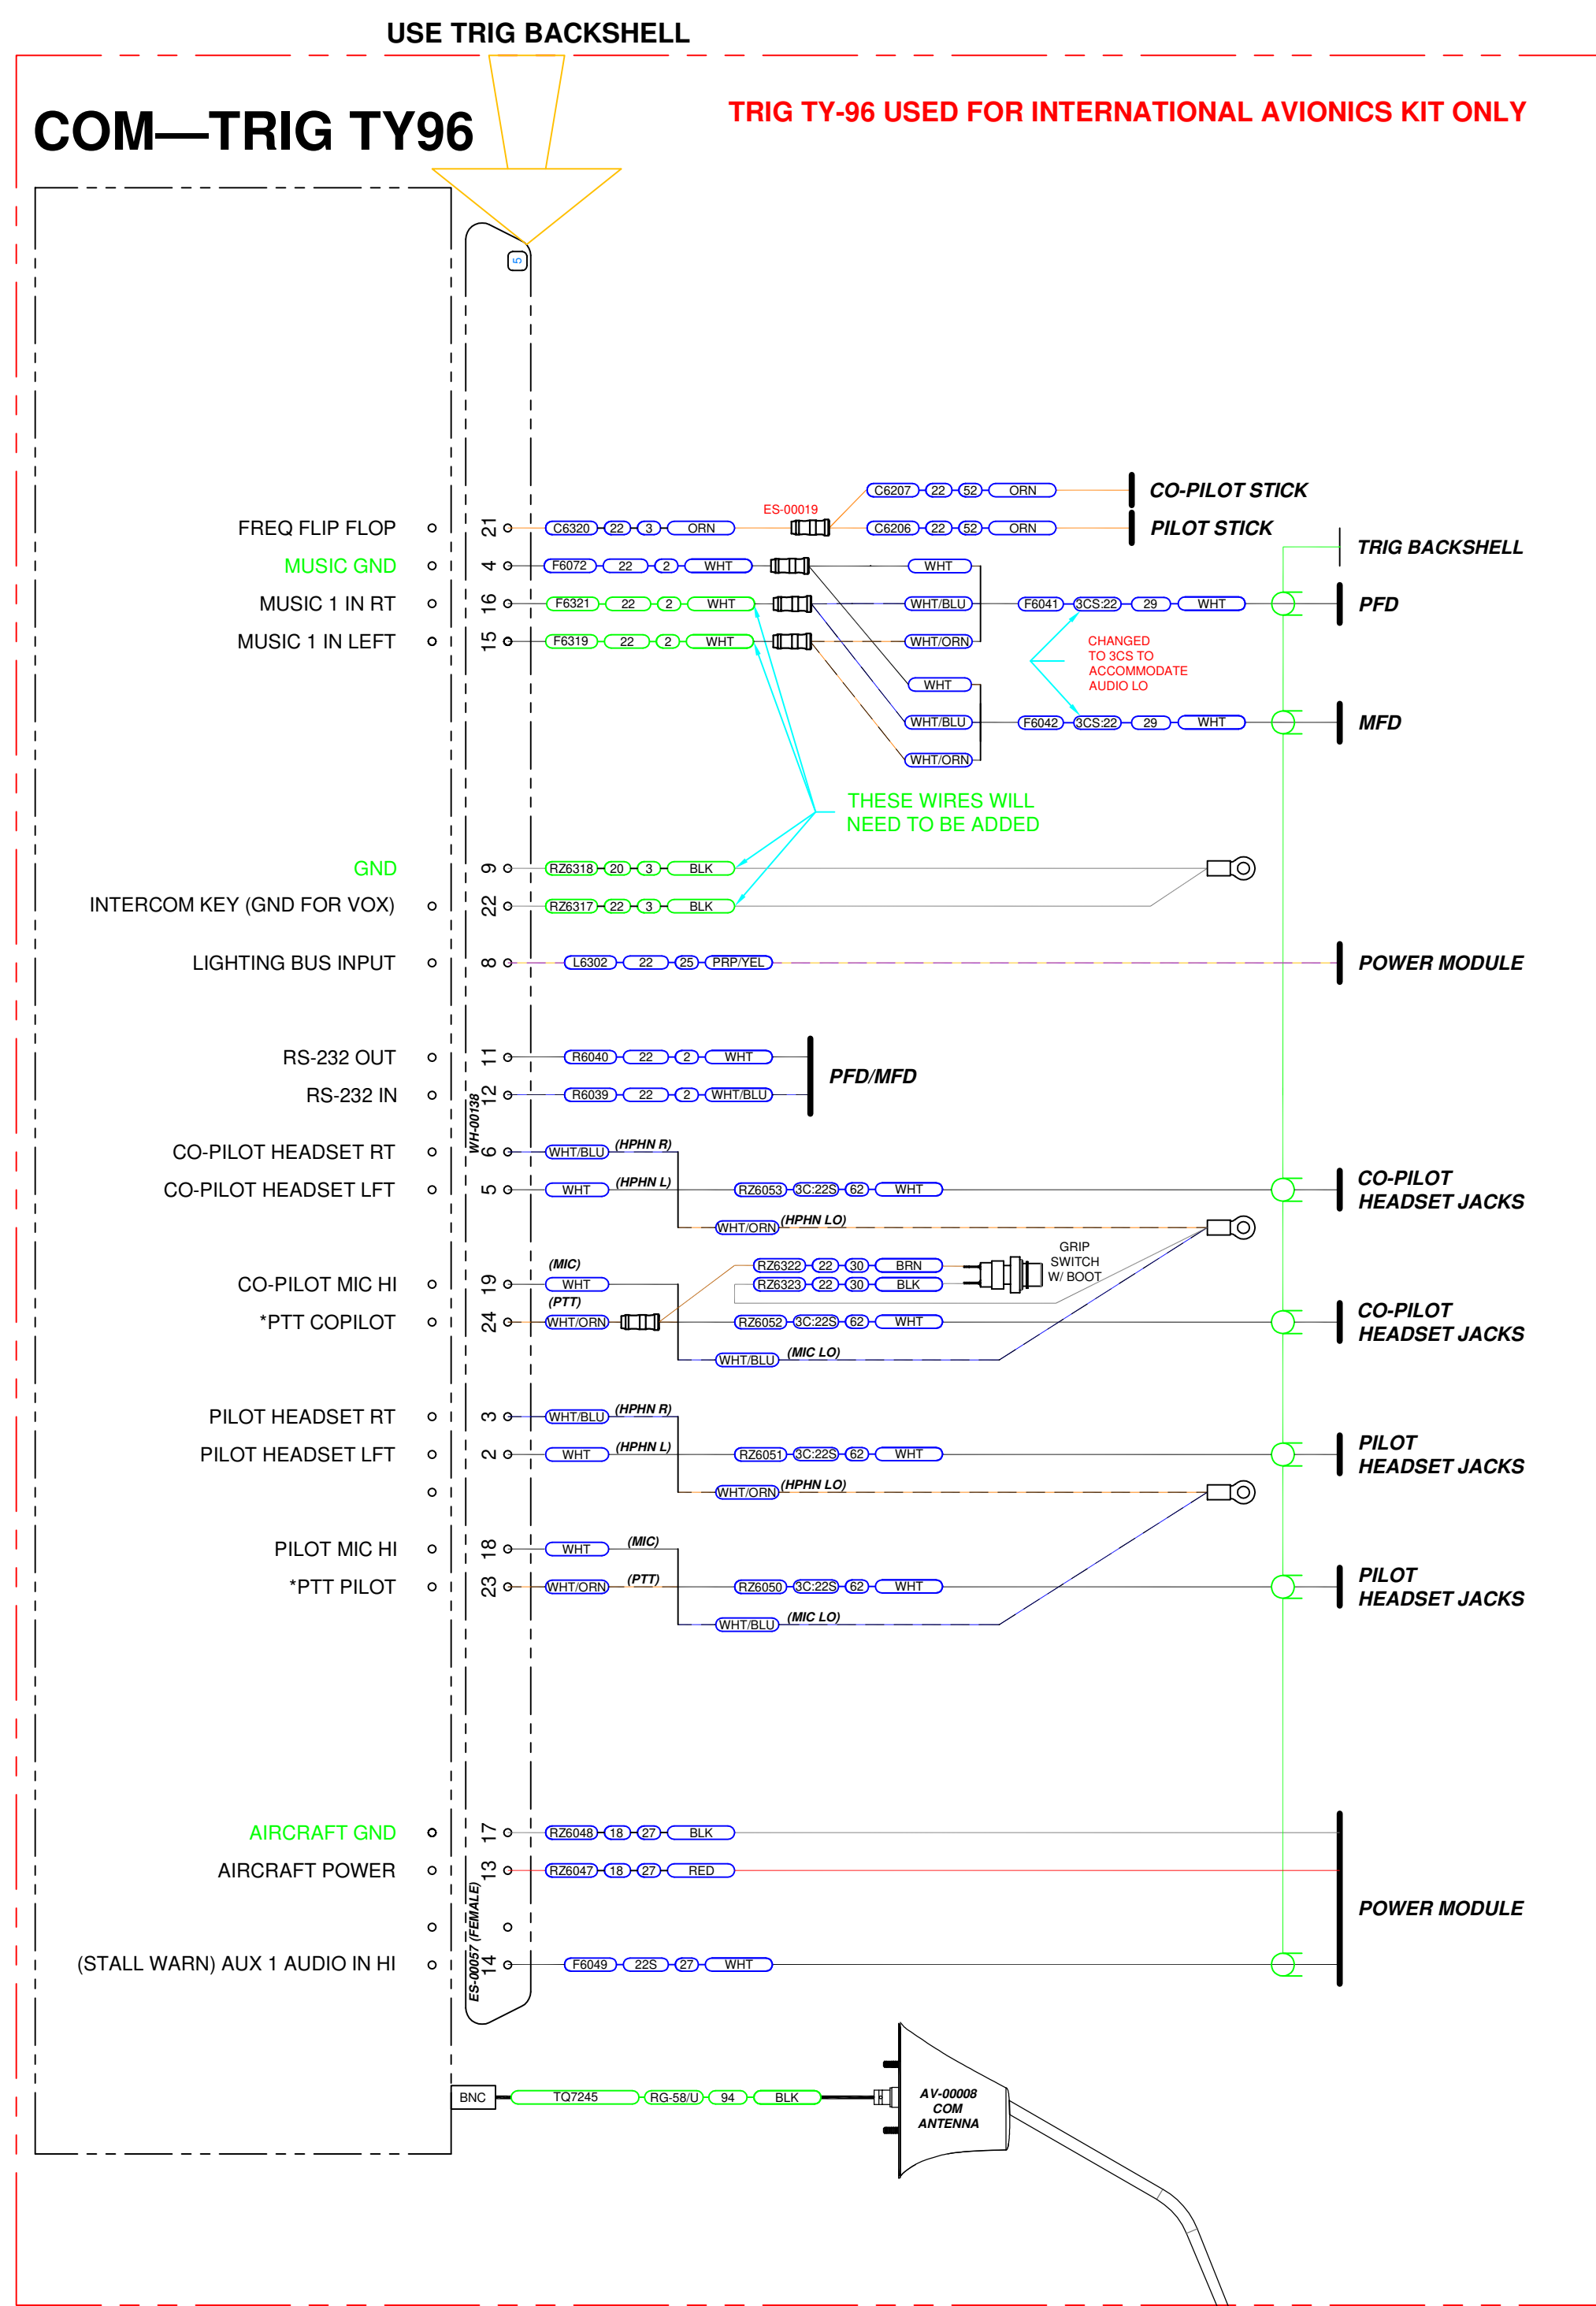 USE TRIG BACKSHELL
COM—TRIG TY96
TRIG TY-96 USED FOR INTERNATIONAL AVIONICS KIT ONLY
5
C6207 22 52 ORN CO-PILOT STICK
ES-00019
FREQ FLIP FLOP 21 C6320 22 3 ORN C6206 22 52 ORN PILOT STICK
TRIG BACKSHELL
MUSIC GND 4 F6072 22 2 WHT WHT
MUSIC 1 IN RT 16 F6321 22 2 WHT WHT/BLU F6041 3CS:22 29 WHT PFD
MUSIC 1 IN LEFT 15 F6319 22 2 WHT WHT/ORN
CHANGED
TO 3CS TO
ACCOMMODATE
AUDIO LO
WHT
WHT/BLU F6042 3CS:22 29 WHT MFD
WHT/ORN
THESE WIRES WILL
NEED TO BE ADDED
GND 9 RZ6318 20 3 BLK
INTERCOM KEY (GND FOR VOX) 22 RZ6317 22 3 BLK
LIGHTING BUS INPUT 8 L6302 22 25 PRP/YEL POWER MODULE
RS-232 OUT 11 R6040 22 2 WHT
PFD/MFD
RS-232 IN 12 R6039 22 2 WHT/BLU
WH-00138
CO-PILOT HEADSET RT 6 WHT/BLU (HPHN R)
CO-PILOT HEADSET LFT 5 WHT (HPHN L) RZ6053 3C:22S 62 WHT CO-PILOT
HEADSET JACKS
WHT/ORN (HPHN LO)
GRIP
SWITCH
W/ BOOT
RZ6322 22 30 BRN
(MIC)
CO-PILOT MIC HI 19 WHT RZ6323 22 30 BLK
(PTT)
*PTT COPILOT 24 WHT/ORN RZ6052 3C:22S 62 WHT CO-PILOT
HEADSET JACKS
WHT/BLU (MIC LO)
PILOT HEADSET RT 3 WHT/BLU (HPHN R)
PILOT HEADSET LFT 2 WHT (HPHN L) RZ6051 3C:22S 62 WHT PILOT
HEADSET JACKS
WHT/ORN (HPHN LO)
PILOT MIC HI 18 WHT (MIC)
*PTT PILOT 23 WHT/ORN (PTT) RZ6050 3C:22S 62 WHT PILOT
HEADSET JACKS
WHT/BLU (MIC LO)
AIRCRAFT GND 17 RZ6048 18 27 BLK
AIRCRAFT POWER 13 RZ6047 18 27 RED
POWER MODULE
ES-00057 (FEMALE)
(STALL WARN) AUX 1 AUDIO IN HI 14 F6049 22S 27 WHT
BNC TQ7245 RG-58/U 94 BLK
AV-00008
COM
ANTENNA